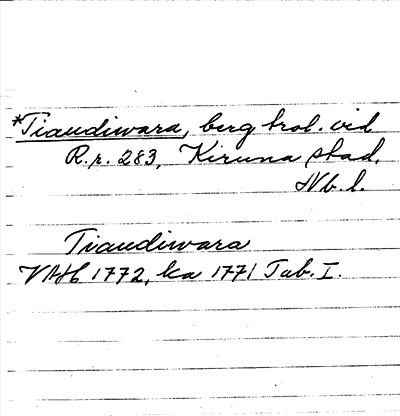 *Tiaudiwara, berg trol. vid
R.r. 283, Kiruna stad,
Nb. l.
Tiaudiwara
VAH 1772, ka 1771 Tab. I.